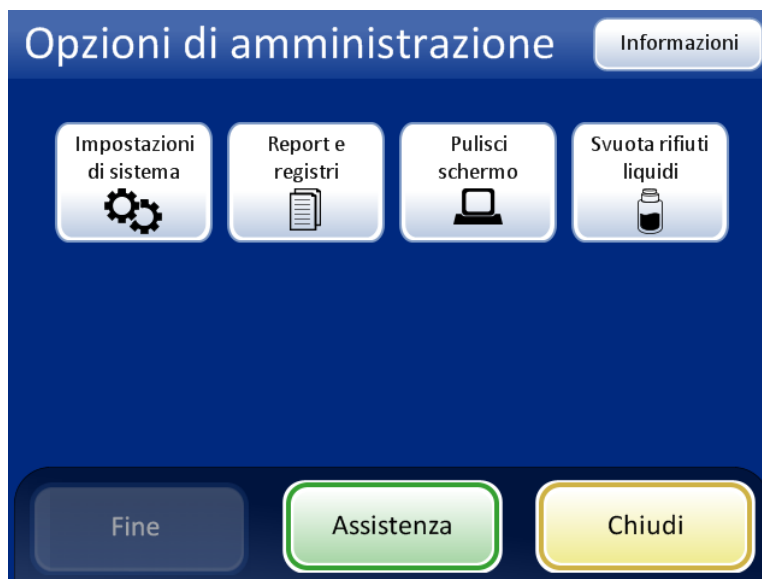 Opzioni di amministrazione
Informazioni
Impostazioni
di sistema
Report e
registri
Pulisci
schermo
Svuota rifiuti
liquidi
Fine
Assistenza
Chiudi